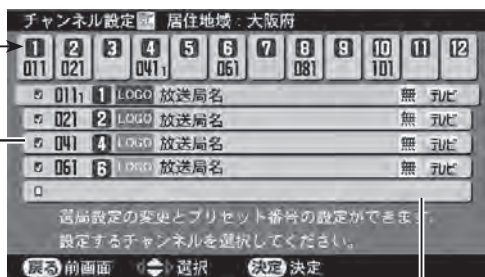 チャンネル設定 居住地域：大阪府
1 2 3 4 5 6 7 8 9 10 11 12
011 021 041₁ 061 081 101
011₁ 1 LOGO 放送局名 無 テレビ
021 2 LOGO 放送局名 無 テレビ
041 4 LOGO 放送局名 無 テレビ
061 6 LOGO 放送局名 無 テレビ
選局設定の変更とプリセット番号の設定ができます。
設定するチャンネルを選択してください。
戻る 前画面 選択 決定 決定